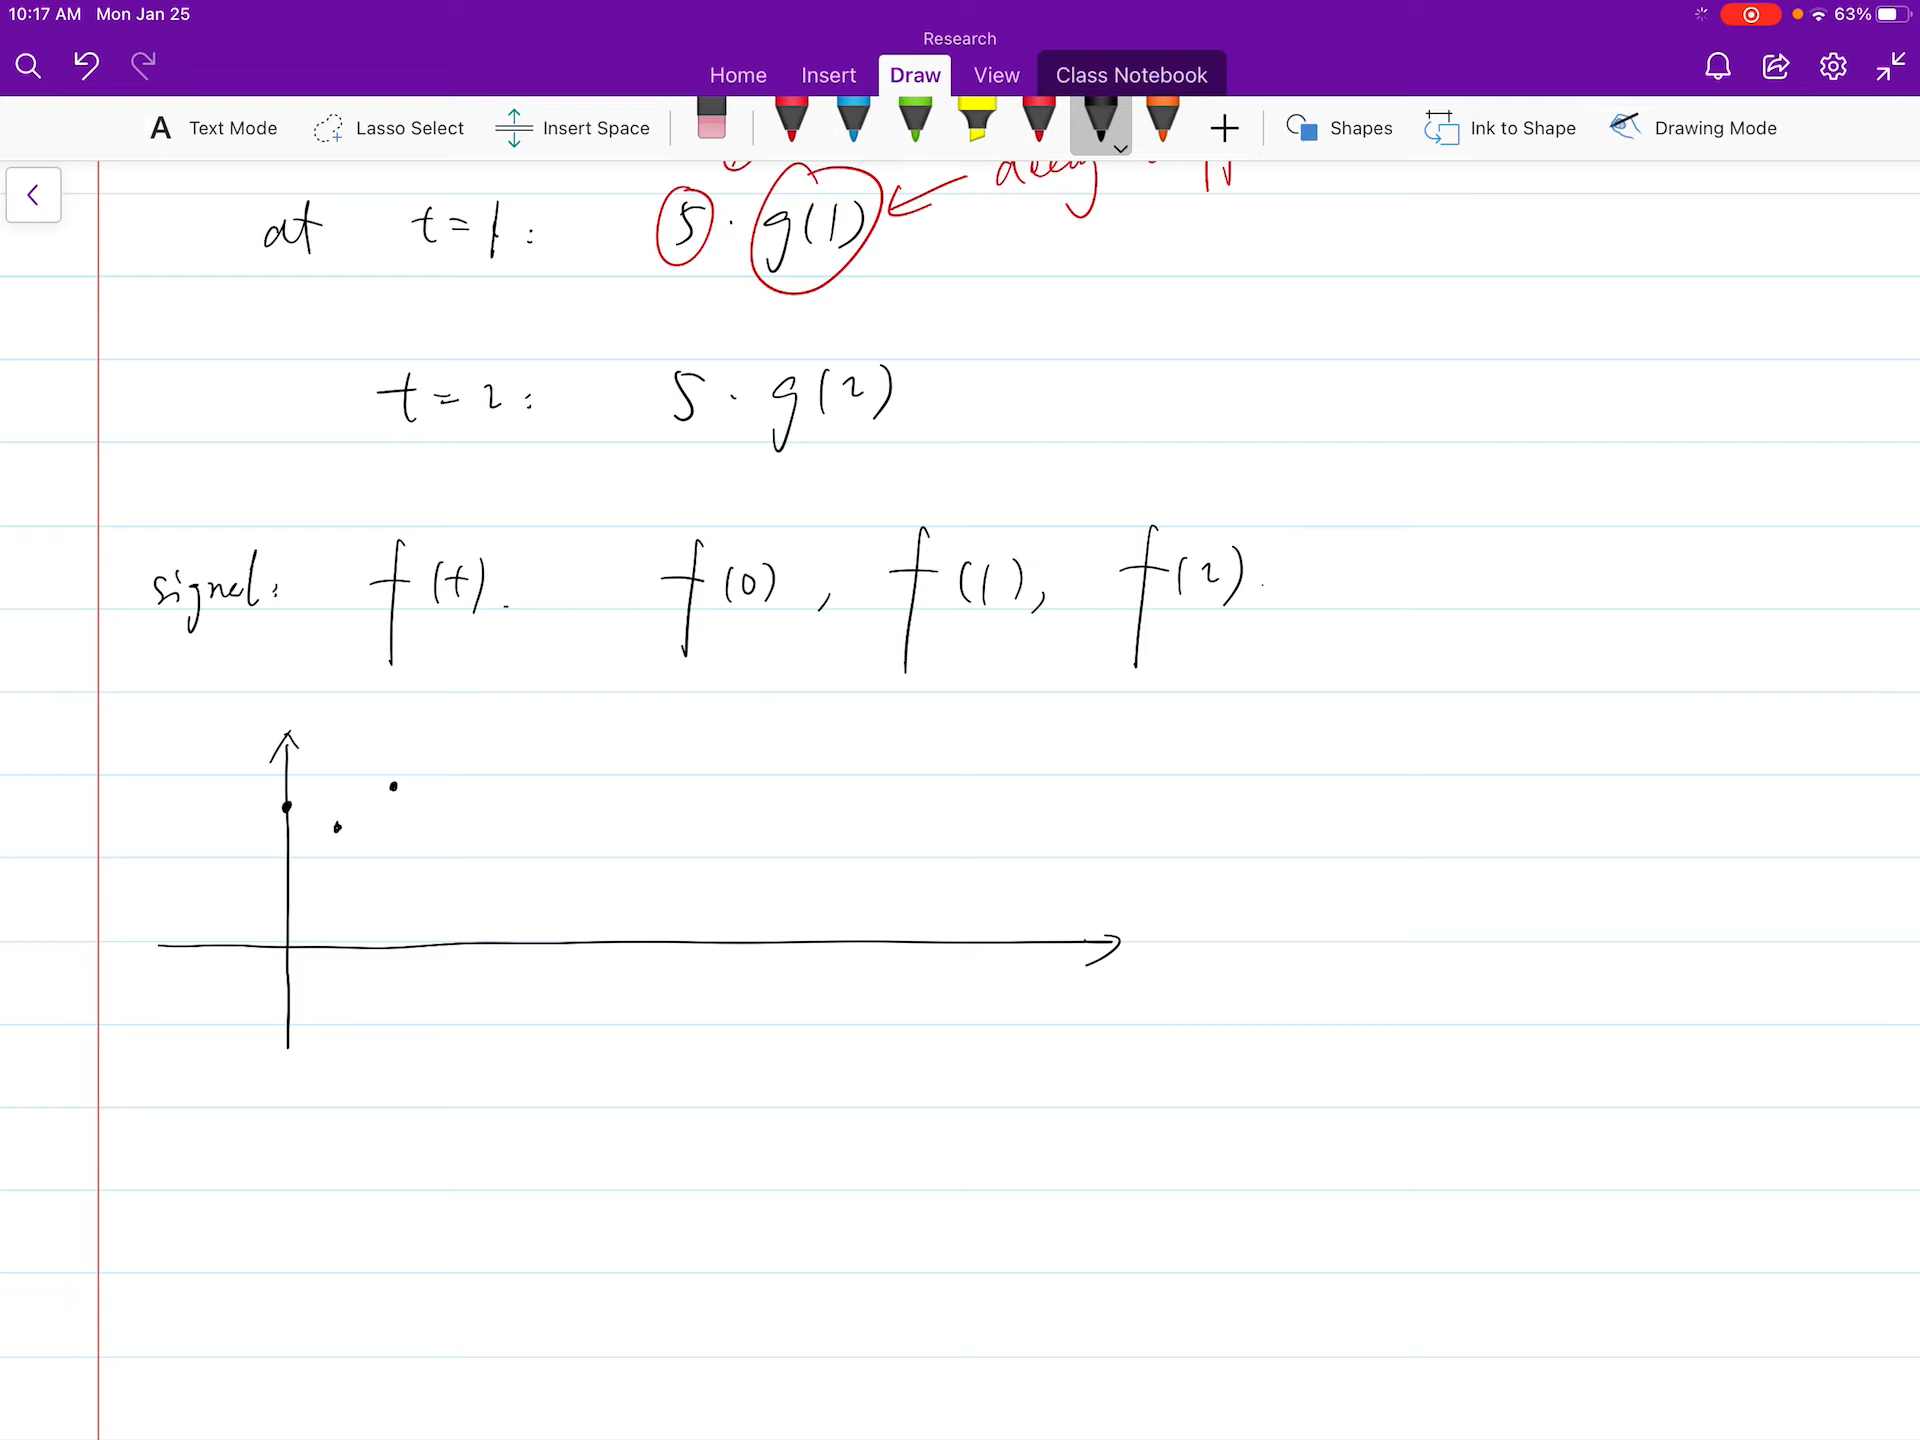 10:17 AM Mon Jan 25 63%
Research
Home Insert Draw View Class Notebook
A Text Mode Lasso Select Insert Space Shapes Ink to Shape Drawing Mode
at t=1: 5 · g(1)
t=2: 5 · g(2)
signal: f(t). f(0), f(1), f(2).